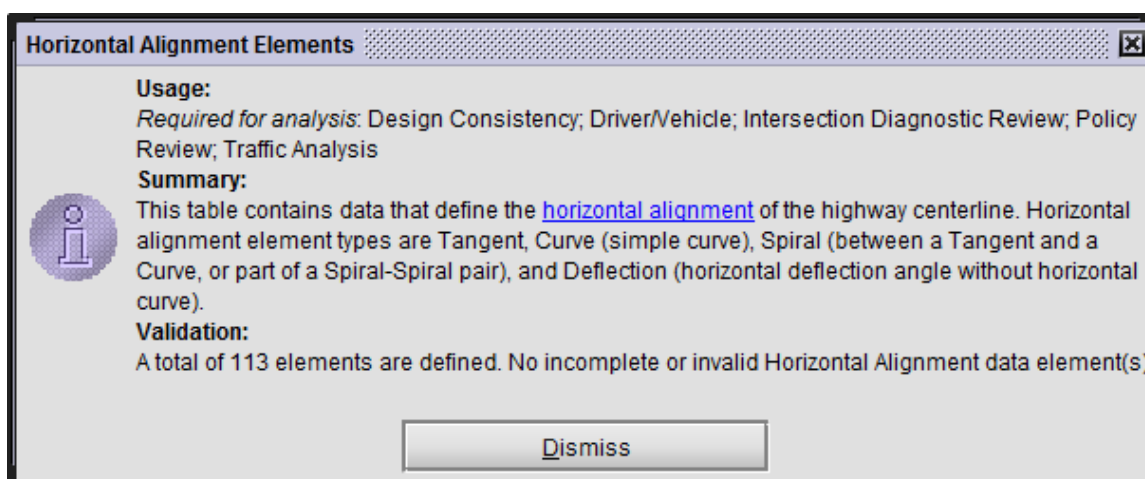 Horizontal Alignment Elements
Usage:
Required for analysis: Design Consistency; Driver/Vehicle; Intersection Diagnostic Review; Policy
Review; Traffic Analysis
Summary:
This table contains data that define the horizontal alignment of the highway centerline. Horizontal
alignment element types are Tangent, Curve (simple curve), Spiral (between a Tangent and a
Curve, or part of a Spiral-Spiral pair), and Deflection (horizontal deflection angle without horizontal
curve).
Validation:
A total of 113 elements are defined. No incomplete or invalid Horizontal Alignment data element(s)
Dismiss